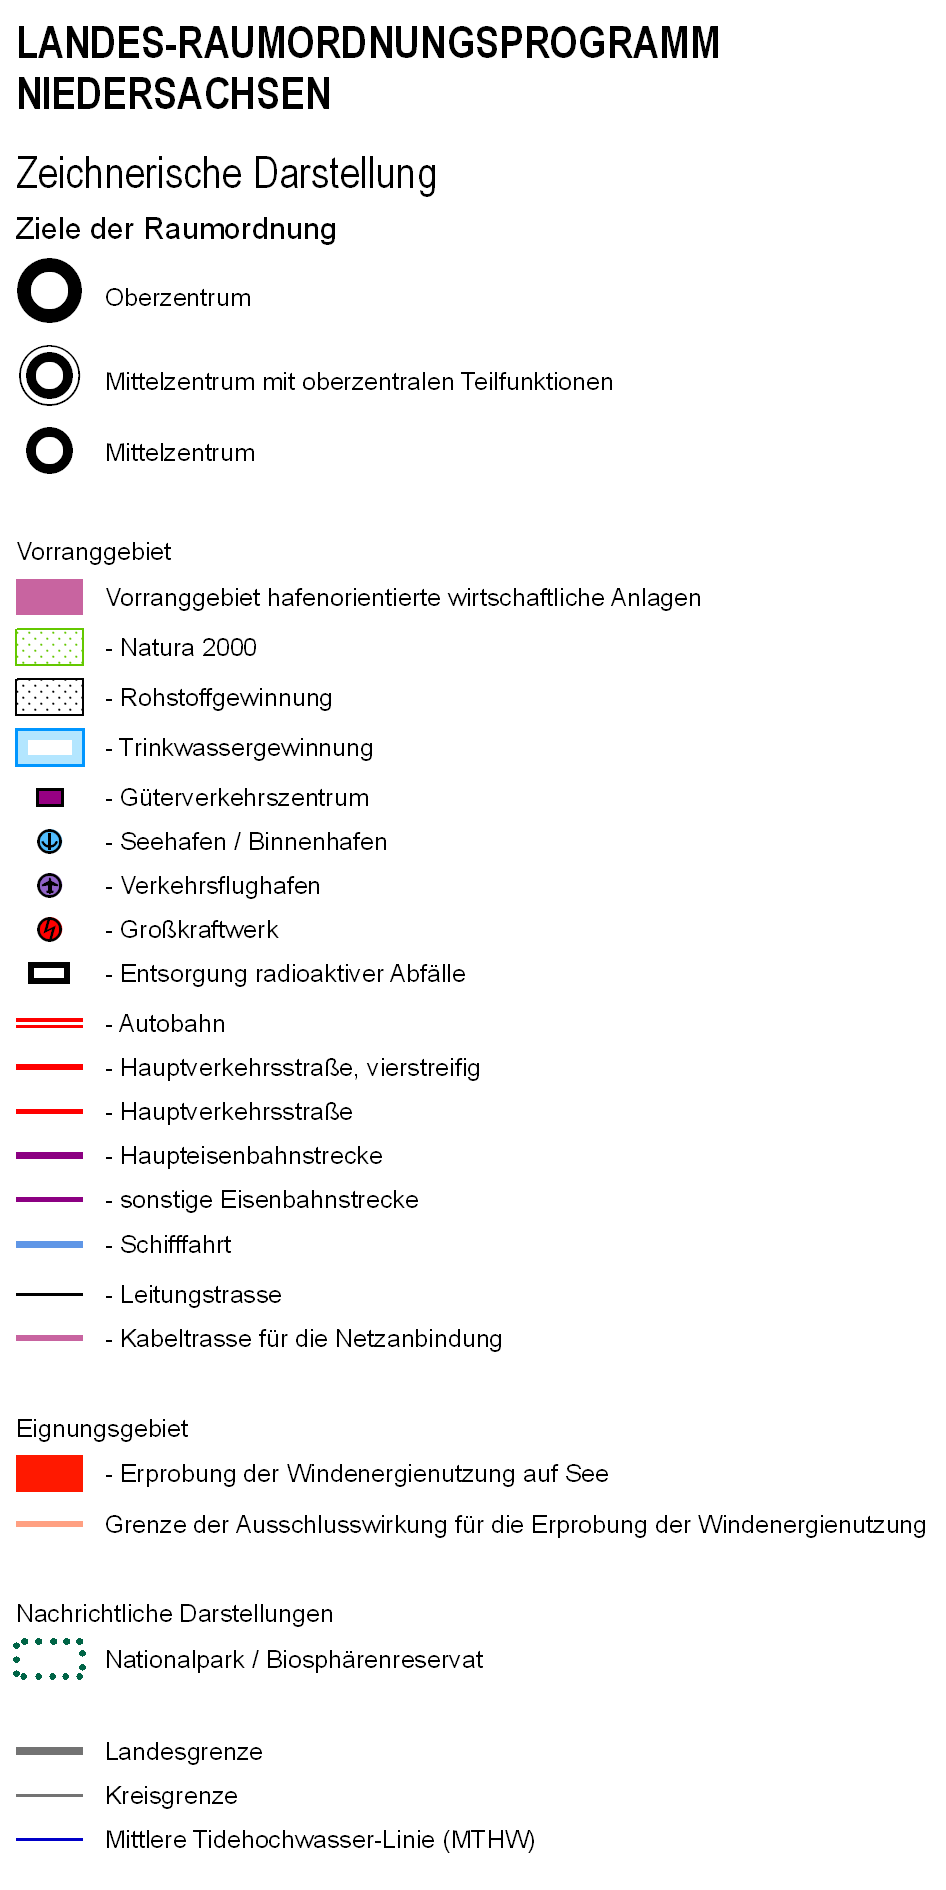 LANDES-RAUMORDNUNGSPROGRAMM
NIEDERSACHSEN
Zeichnerische Darstellung
Ziele der Raumordnung
Oberzentrum
Mittelzentrum mit oberzentralen Teilfunktionen
Mittelzentrum
Vorranggebiet
Vorranggebiet hafenorientierte wirtschaftliche Anlagen
- Natura 2000
- Rohstoffgewinnung
- Trinkwassergewinnung
- Güterverkehrszentrum
- Seehafen / Binnenhafen
- Verkehrsflughafen
- Großkraftwerk
- Entsorgung radioaktiver Abfälle
- Autobahn
- Hauptverkehrsstraße, vierstreifig
- Hauptverkehrsstraße
- Haupteisenbahnstrecke
- sonstige Eisenbahnstrecke
- Schifffahrt
- Leitungstrasse
- Kabeltrasse für die Netzanbindung
Eignungsgebiet
- Erprobung der Windenergienutzung auf See
Grenze der Ausschlusswirkung für die Erprobung der Windenergienutzung
Nachrichtliche Darstellungen
Nationalpark / Biosphärenreservat
Landesgrenze
Kreisgrenze
Mittlere Tidehochwasser-Linie (MTHW)